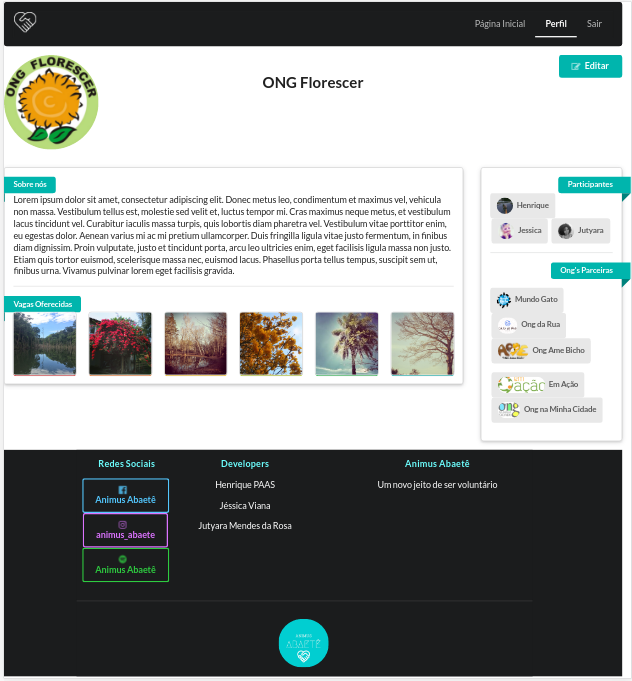 Página Inicial
Perfil
Sair
ONG FLORESCER
ONG Florescer
Editar
Sobre nós
Lorem ipsum dolor sit amet, consectetur adipiscing elit. Donec metus leo, condimentum et maximus vel, vehicula
non massa. Vestibulum tellus est, molestie sed velit et, luctus tempor mi. Cras maximus neque metus, et vestibulum
lacus tincidunt vel. Curabitur iaculis massa turpis, quis lobortis diam pharetra vel. Vestibulum vitae porttitor enim,
eu egestas dolor. Aenean varius mi ac mi pretium ullamcorper. Duis fringilla ligula vitae justo fermentum, in finibus
diam dignissim. Proin vulputate, justo et tincidunt porta, arcu leo ultricies enim, eget facilisis ligula massa non justo.
Etiam quis tortor euismod, scelerisque massa nec, euismod lacus. Phasellus porta tellus tempus, suscipit sem ut,
finibus urna. Vivamus pulvinar lorem eget facilisis gravida.
Vagas Oferecidas
Participantes
Henrique
Jessica
Jutyara
Ong's Parceiras
Mundo Gato
Ong da Rua
Ong Ame Bicho
ação
Em Ação
ong
Ong na Minha Cidade
Redes Sociais
Animus Abaetê
animus_abaete
Animus Abaetê
Developers
Henrique PAAS
Jéssica Viana
Jutyara Mendes da Rosa
Animus Abaetê
Um novo jeito de ser voluntário
ABAETÊ